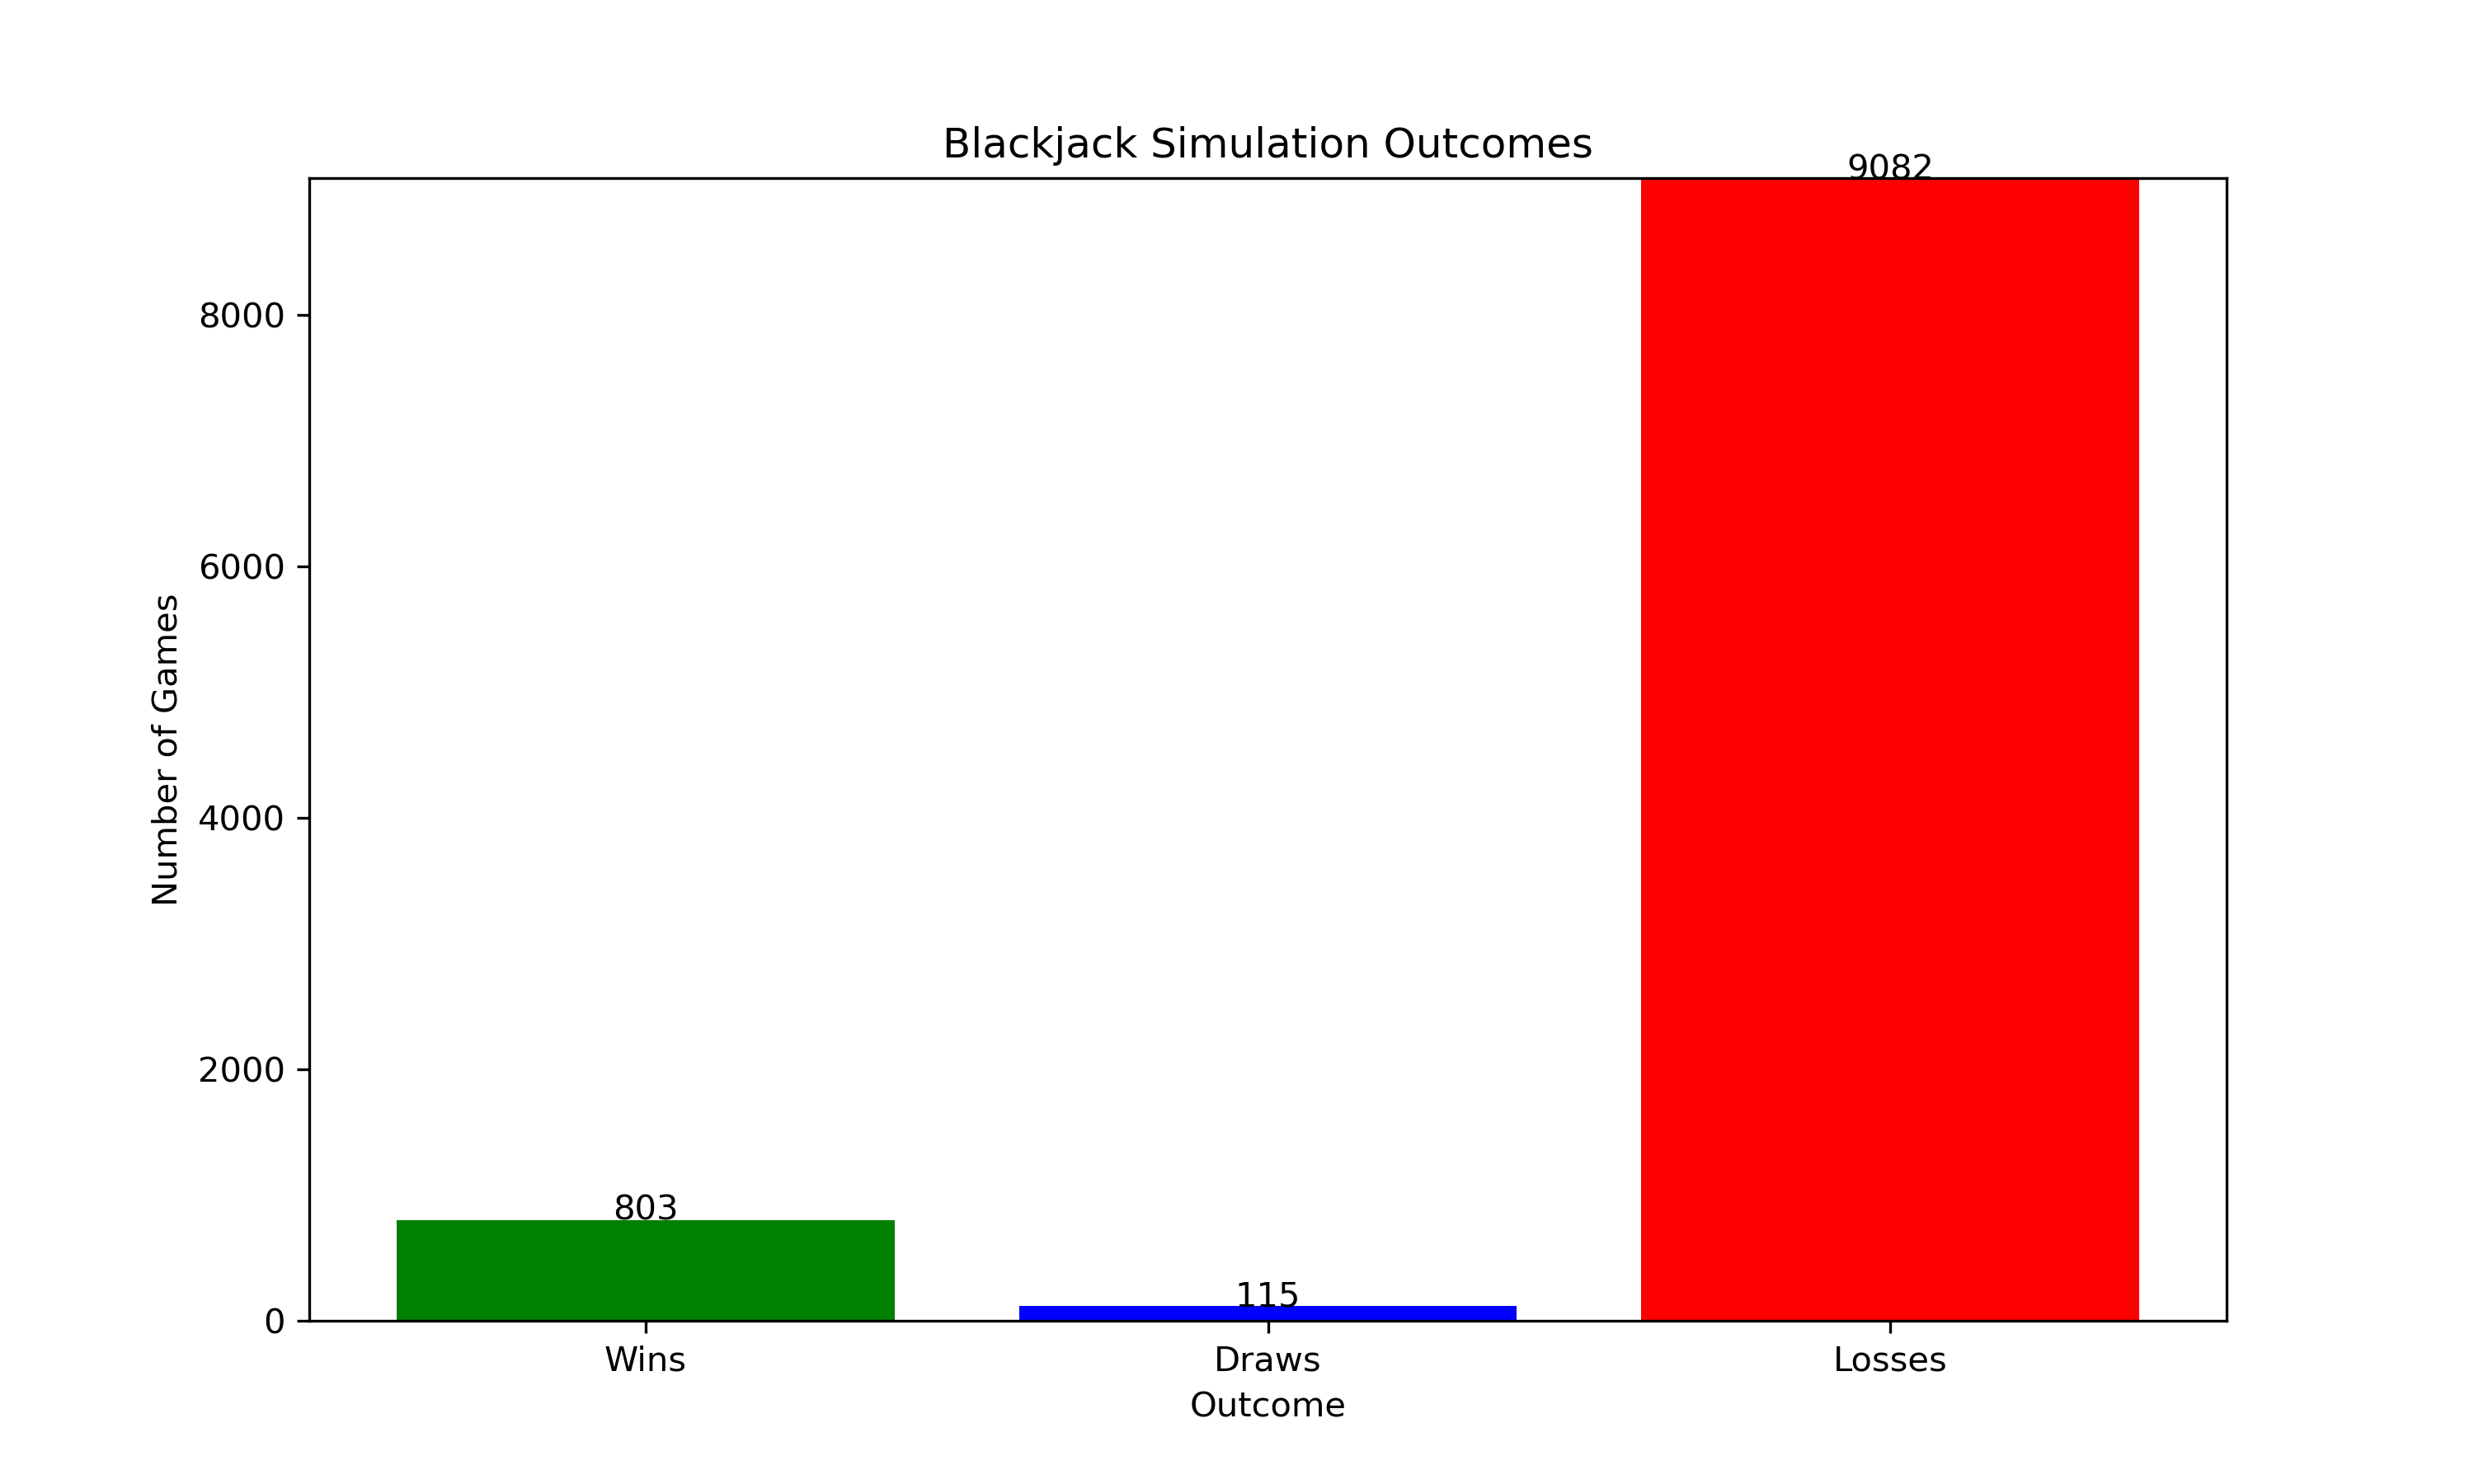 Blackjack Simulation Outcomes
9082
8000
6000
4000
2000
0
Number of Games
803
115
Wins
Draws
Losses
Outcome